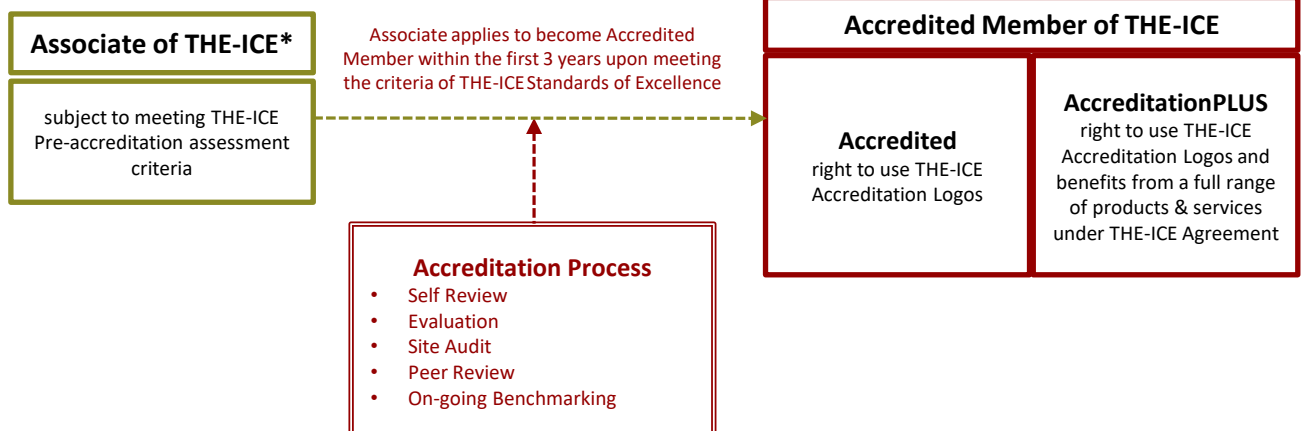 Associate of THE-ICE*
subject to meeting THE-ICE
Pre-accreditation assessment
criteria
Associate applies to become Accredited
Member within the first 3 years upon meeting
the criteria of THE-ICE Standards of Excellence
Accreditation Process
• Self Review
• Evaluation
• Site Audit
• Peer Review
• On-going Benchmarking
Accredited Member of THE-ICE
Accredited
right to use THE-ICE
Accreditation Logos
AccreditationPLUS
right to use THE-ICE
Accreditation Logos and
benefits from a full range
of products & services
under THE-ICE Agreement